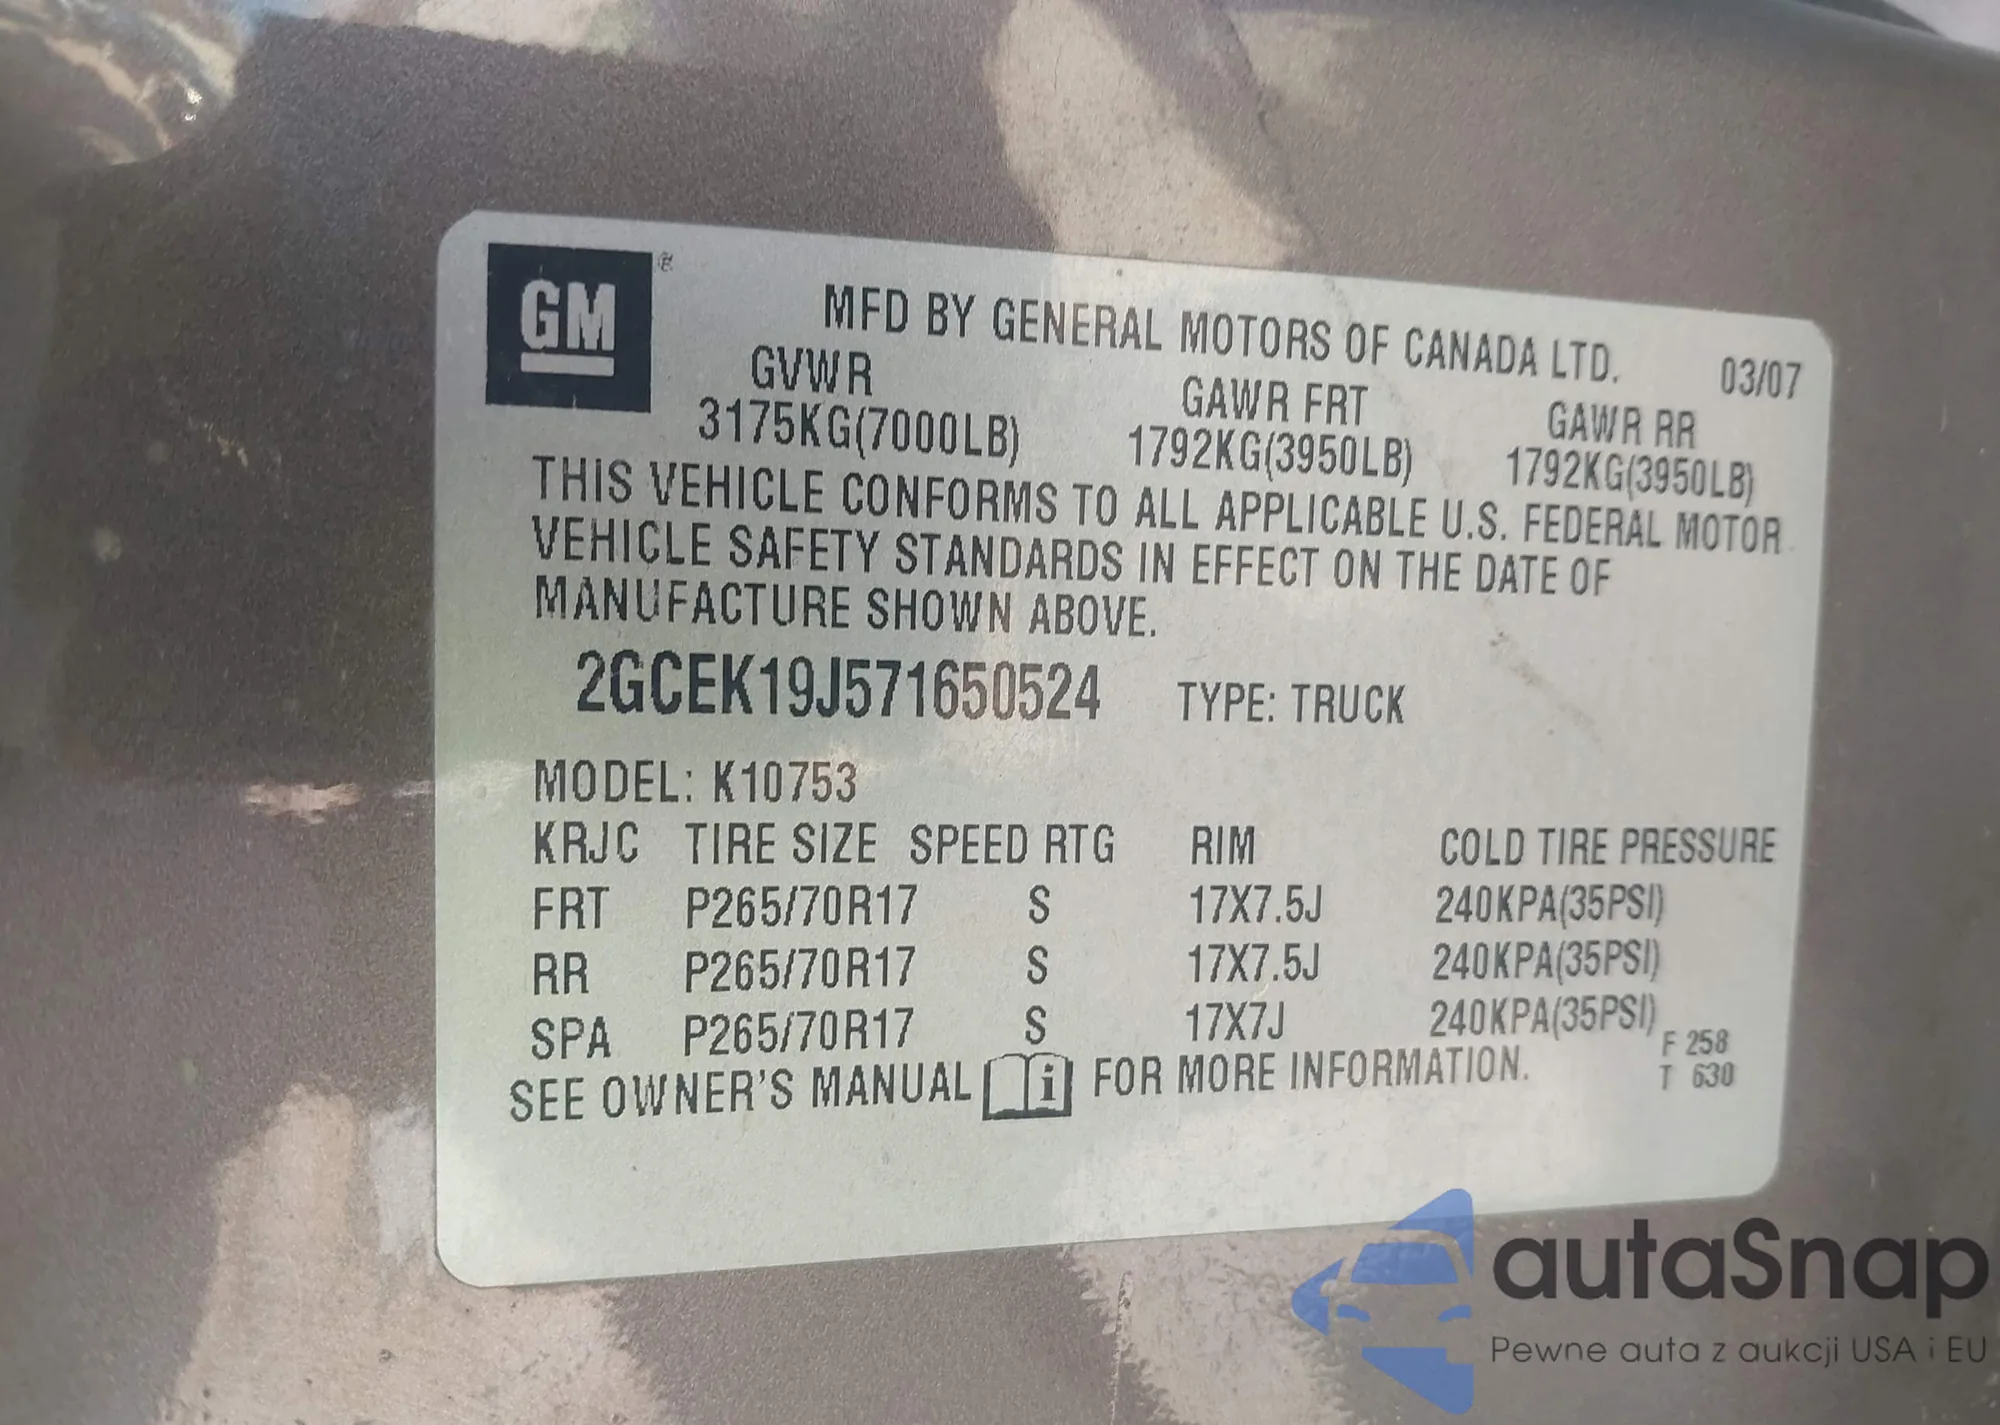 GM
MFD BY GENERAL MOTORS OF CANADA LTD.
03/07
GVWR GAWR FRT GAWR RR
3175KG(7000LB) 1792KG(3950LB) 1792KG(3950LB)
THIS VEHICLE CONFORMS TO ALL APPLICABLE U.S. FEDERAL MOTOR
VEHICLE SAFETY STANDARDS IN EFFECT ON THE DATE OF
MANUFACTURE SHOWN ABOVE.
2GCEK19J571650524 TYPE: TRUCK
MODEL: K10753
KRJC TIRE SIZE SPEED RTG RIM COLD TIRE PRESSURE
FRT P265/70R17 S 17X7.5J 240KPA(35PSI)
RR P265/70R17 S 17X7.5J 240KPA(35PSI)
SPA P265/70R17 S 17X7J 240KPA(35PSI)
F 258
T 630
SEE OWNER'S MANUAL i FOR MORE INFORMATION.
autaSnap
Pewne auta z aukcji USA i EU